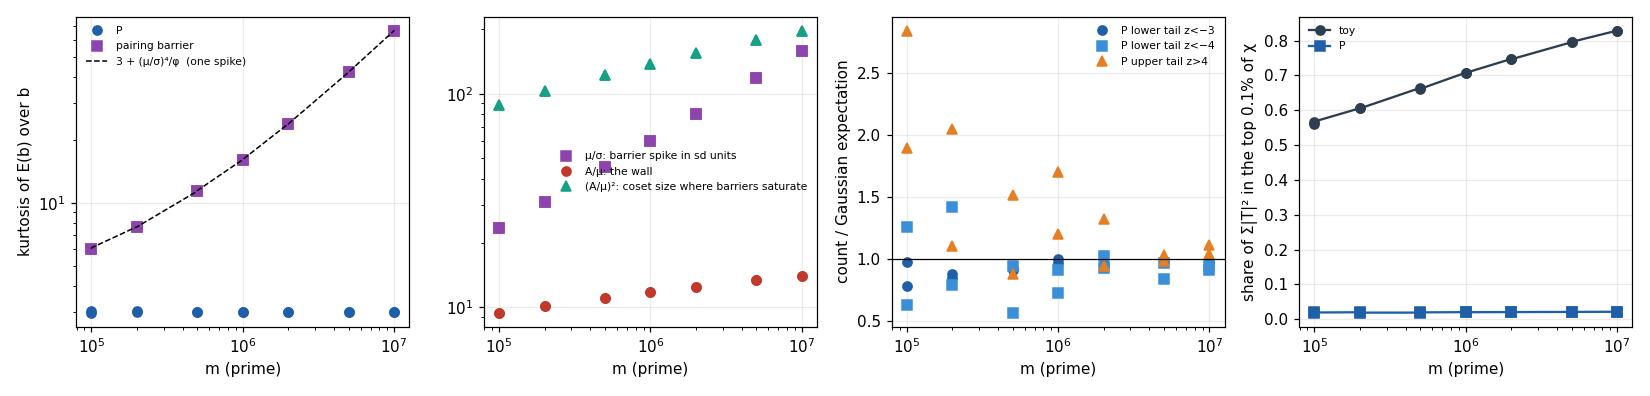 kurtosis of E(b) over b
P
pairing barrier
3 + (μ/σ)⁴/φ (one spike)
10¹
10⁵
10⁶
10⁷
m (prime)
10²
10¹
μ/σ: barrier spike in sd units
A/μ: the wall
(A/μ)²: coset size where barriers saturate
10⁵
10⁶
10⁷
m (prime)
count / Gaussian expectation
P lower tail z<−3
P lower tail z<−4
P upper tail z>4
2.5
2.0
1.5
1.0
0.5
10⁵
10⁶
10⁷
m (prime)
share of Σ|T|² in the top 0.1% of χ
toy
P
0.8
0.7
0.6
0.5
0.4
0.3
0.2
0.1
0.0
10⁵
10⁶
10⁷
m (prime)